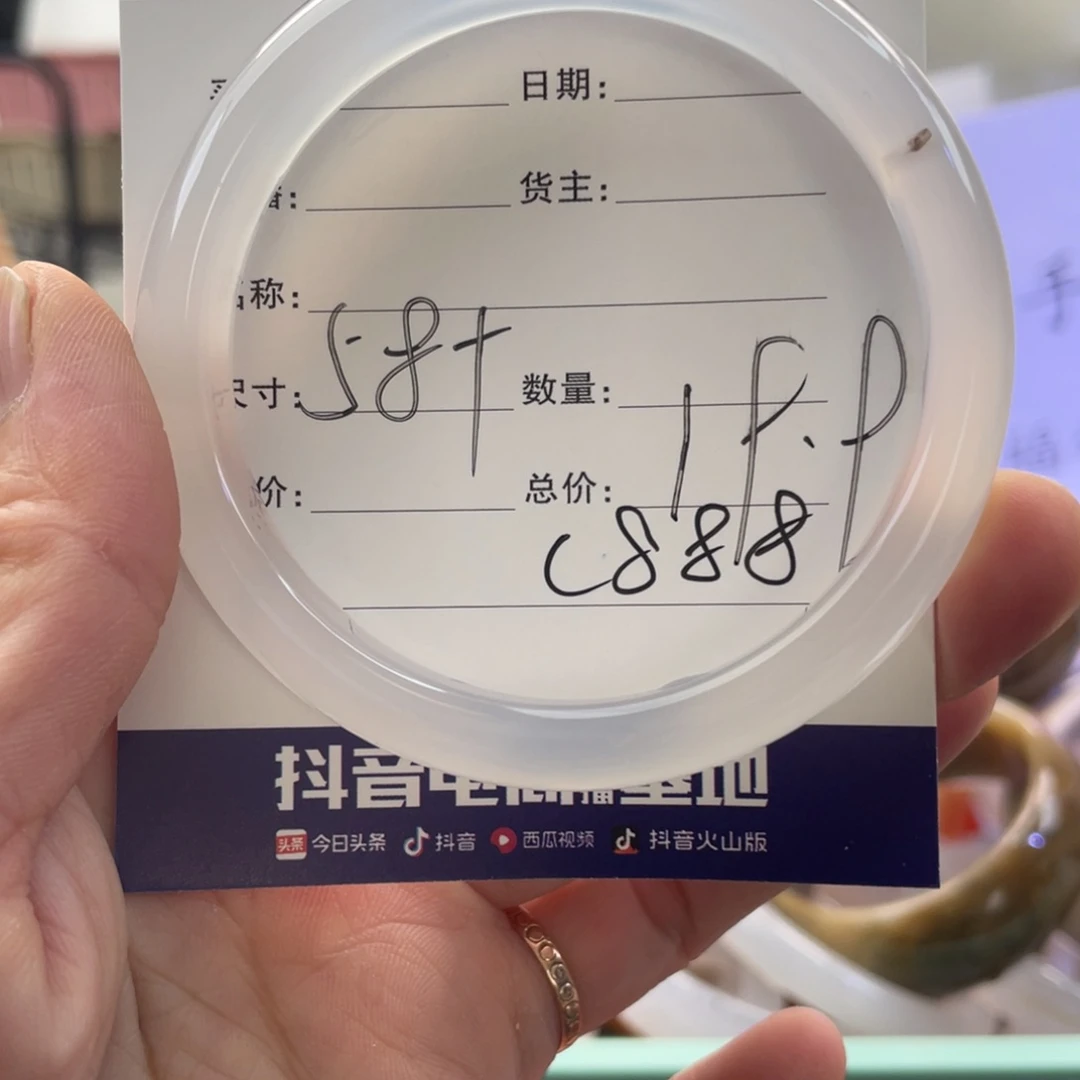 日期:
货主:
称:
寸: 58+ 数量:
价: 总价:
C888
抖音电商直播基地
头条 今日头条 抖音 西瓜视频 抖音火山版